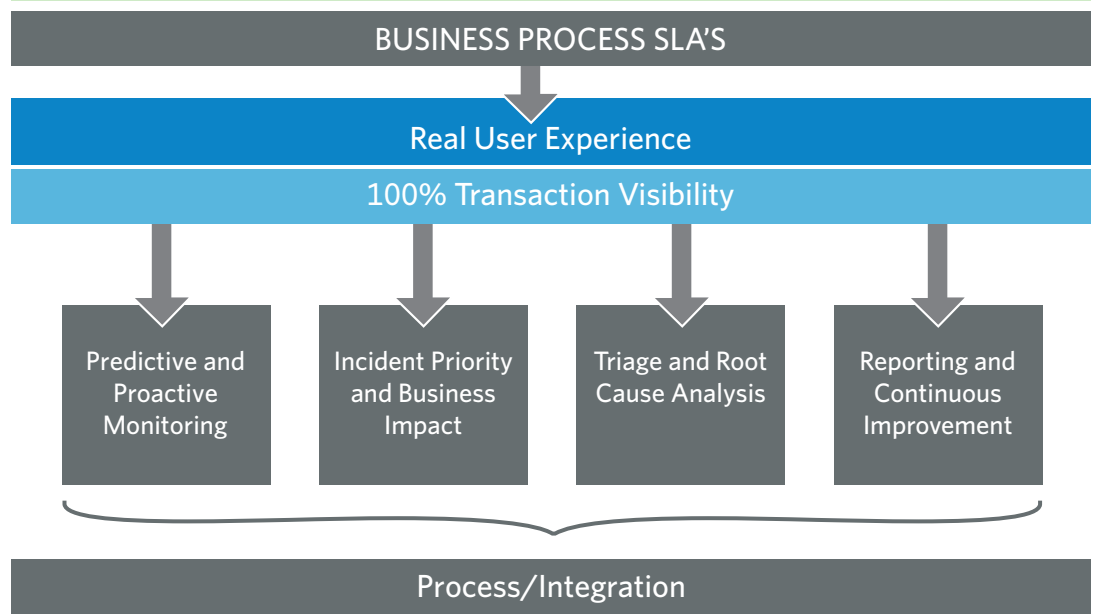 BUSINESS PROCESS SLA'S
Real User Experience
100% Transaction Visibility
Predictive and
Proactive
Monitoring
Incident Priority
and Business
Impact
Triage and Root
Cause Analysis
Reporting and
Continuous
Improvement
Process/Integration